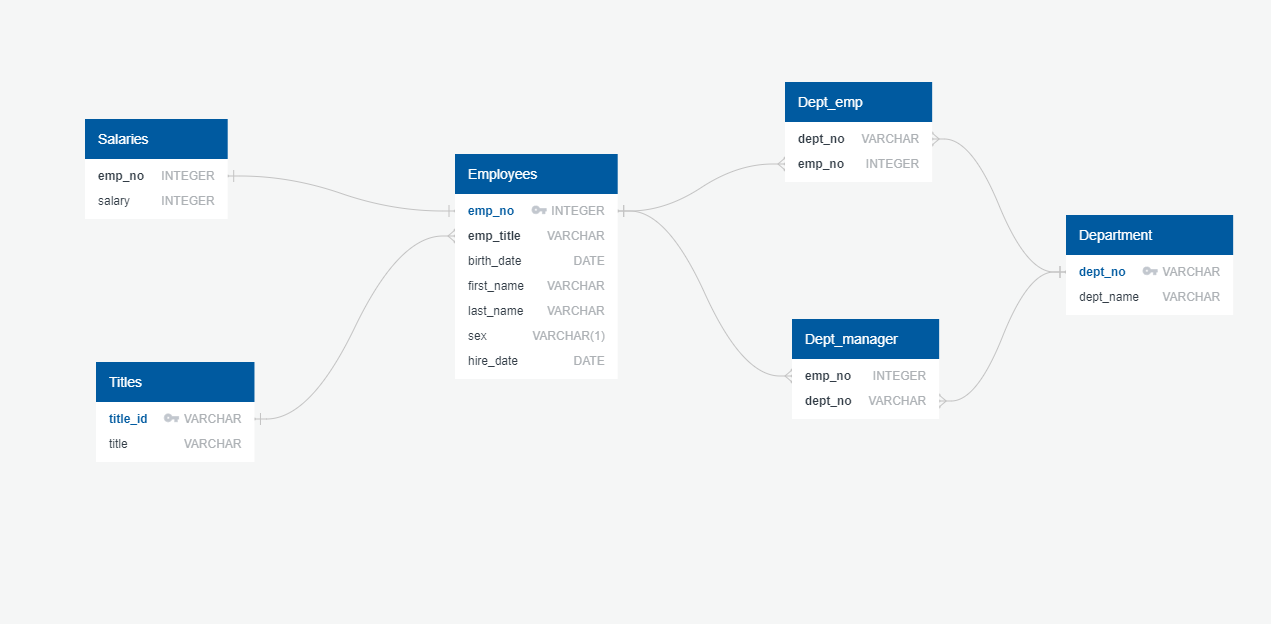 Salaries
emp_no INTEGER
salary INTEGER
Titles
title_id VARCHAR
title VARCHAR
Employees
emp_no INTEGER
emp_title VARCHAR
birth_date DATE
first_name VARCHAR
last_name VARCHAR
sex VARCHAR(1)
hire_date DATE
Dept_emp
dept_no VARCHAR
emp_no INTEGER
Dept_manager
emp_no INTEGER
dept_no VARCHAR
Department
dept_no VARCHAR
dept_name VARCHAR